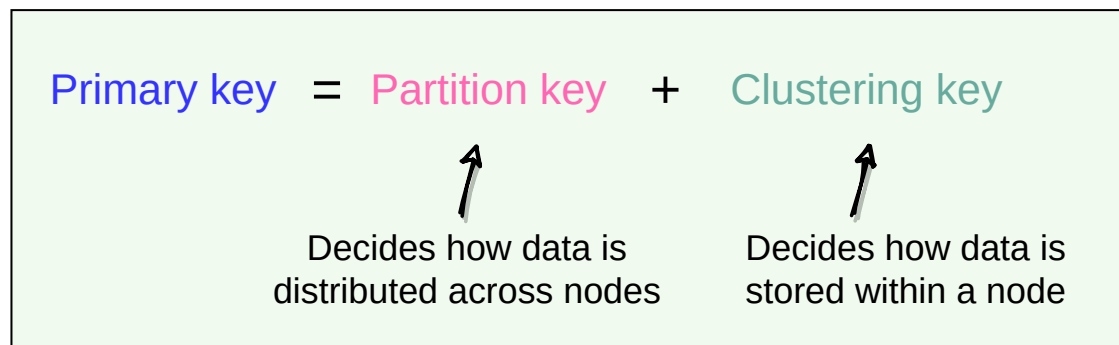 Primary key = Partition key + Clustering key
Decides how data is
distributed across nodes
Decides how data is
stored within a node